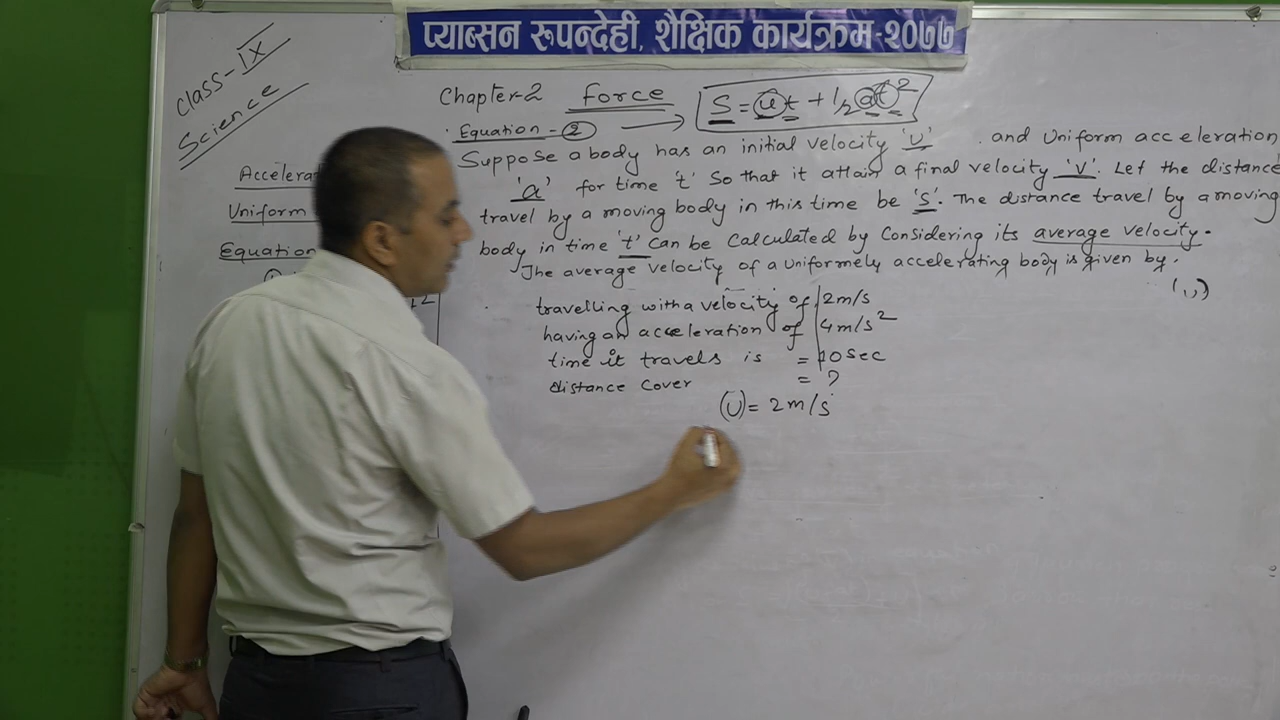 प्याब्सन रुपन्देही, शैक्षिक कार्यक्रम-२०७७
Class-IX
Science
Chapter-2 Force S = ut + 1/2 at²
Equation-②
Suppose a body has an initial velocity 'u' and Uniform acceleration,
'a' for time 't' So that it attain a final velocity 'v'. Let the distance
travel by a moving body in this time be 's'. The distance travel by a moving
body in time 't' can be Calculated by Considering its average velocity.
The average velocity of a Uniformely accelerating body is given by.
(1,,)
travelling with a velocity of 2m/s
having an acceleration of 4m/s²
time it travels is = 10 sec
distance Cover = ?
(U) = 2m/s
Uniform
Equation